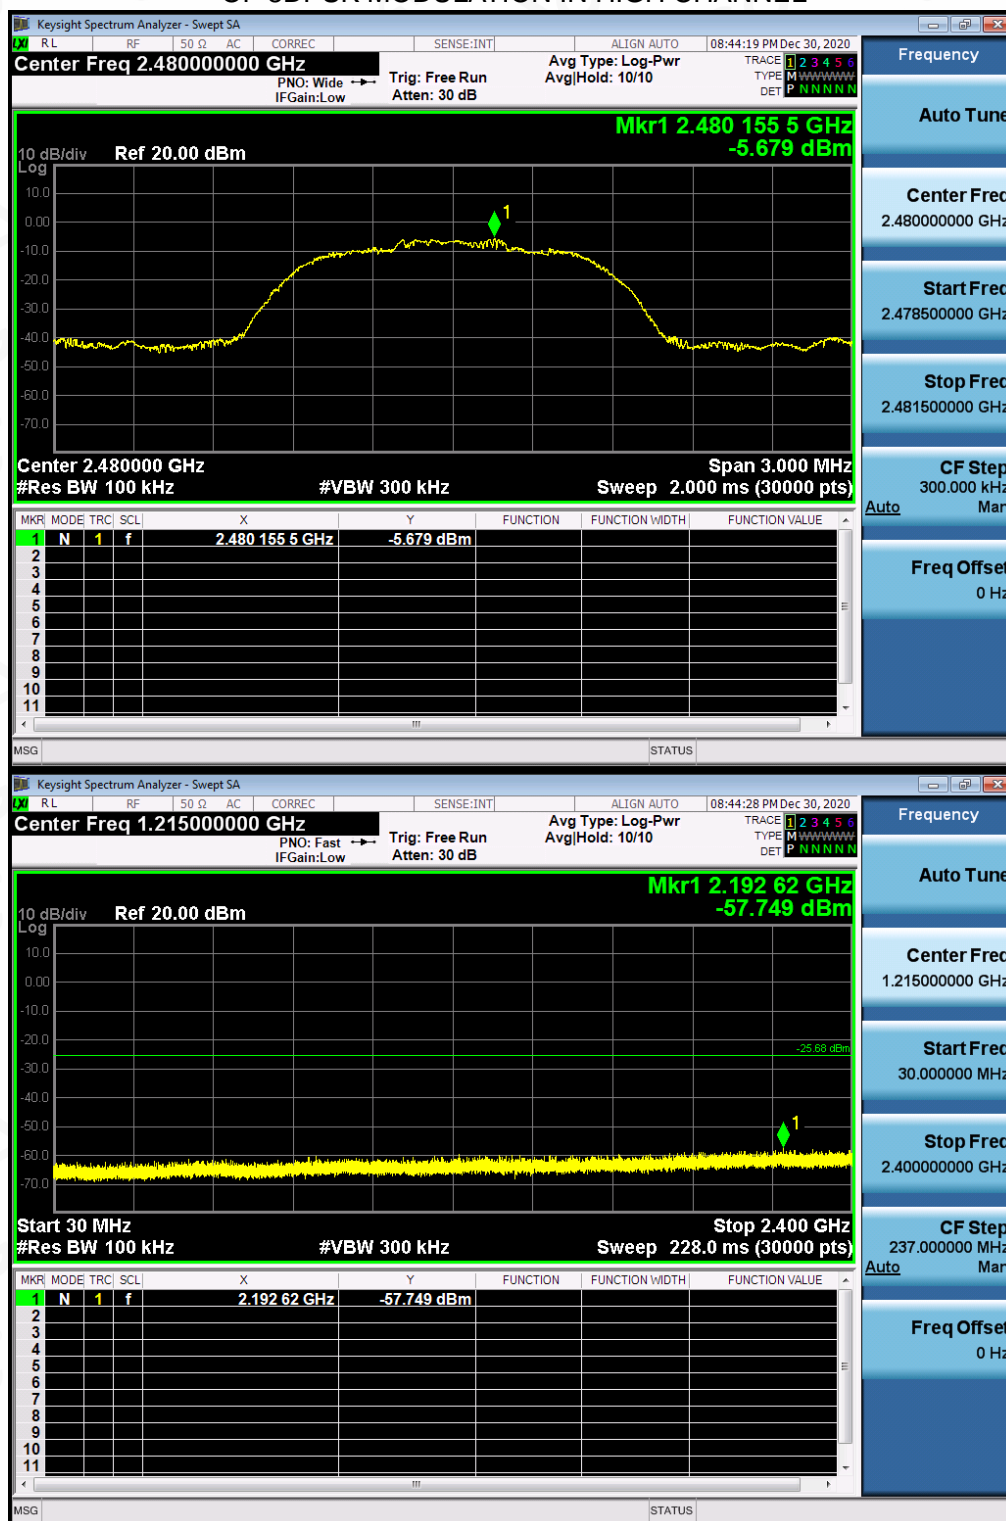 Keysight Spectrum Analyzer - Swept SA
LXI RL RF 50 Ω AC CORREC SENSE:INT ALIGN AUTO 08:44:19 PM Dec 30, 2020
Center Freq 2.480000000 GHz
PNO: Wide
IFGain:Low
Trig: Free Run
Atten: 30 dB
Avg Type: Log-Pwr
Avg|Hold: 10/10
TRACE 1 2 3 4 5 6
TYPE M WWWWW
DET P N N N N N
Mkr1 2.480 155 5 GHz
-5.679 dBm
10 dB/div Ref 20.00 dBm
Log
10.0
0.00
-10.0
-20.0
-30.0
-40.0
-50.0
-60.0
-70.0
1
Center 2.480000 GHz Span 3.000 MHz
#Res BW 100 kHz #VBW 300 kHz Sweep 2.000 ms (30000 pts)
MKR MODE TRC SCL X Y FUNCTION FUNCTION WIDTH FUNCTION VALUE
1 N 1 f 2.480 155 5 GHz -5.679 dBm
2
3
4
5
6
7
8
9
10
11
MSG STATUS
Frequency
Auto Tune
Center Freq
2.480000000 GHz
Start Freq
2.478500000 GHz
Stop Freq
2.481500000 GHz
CF Step
300.000 kHz
Auto Man
Freq Offset
0 Hz
Keysight Spectrum Analyzer - Swept SA
LXI RL RF 50 Ω AC CORREC SENSE:INT ALIGN AUTO 08:44:28 PM Dec 30, 2020
Center Freq 1.215000000 GHz
PNO: Fast
IFGain:Low
Trig: Free Run
Atten: 30 dB
Avg Type: Log-Pwr
Avg|Hold: 10/10
TRACE 1 2 3 4 5 6
TYPE M WWWWW
DET P N N N N N
Mkr1 2.192 62 GHz
-57.749 dBm
10 dB/div Ref 20.00 dBm
Log
10.0
0.00
-10.0
-20.0
-30.0
-40.0
-50.0
-60.0
-70.0
-25.68 dBm
1
Start 30 MHz Stop 2.400 GHz
#Res BW 100 kHz #VBW 300 kHz Sweep 228.0 ms (30000 pts)
MKR MODE TRC SCL X Y FUNCTION FUNCTION WIDTH FUNCTION VALUE
1 N 1 f 2.192 62 GHz -57.749 dBm
2
3
4
5
6
7
8
9
10
11
MSG STATUS
Frequency
Auto Tune
Center Freq
1.215000000 GHz
Start Freq
30.000000 MHz
Stop Freq
2.400000000 GHz
CF Step
237.000000 MHz
Auto Man
Freq Offset
0 Hz